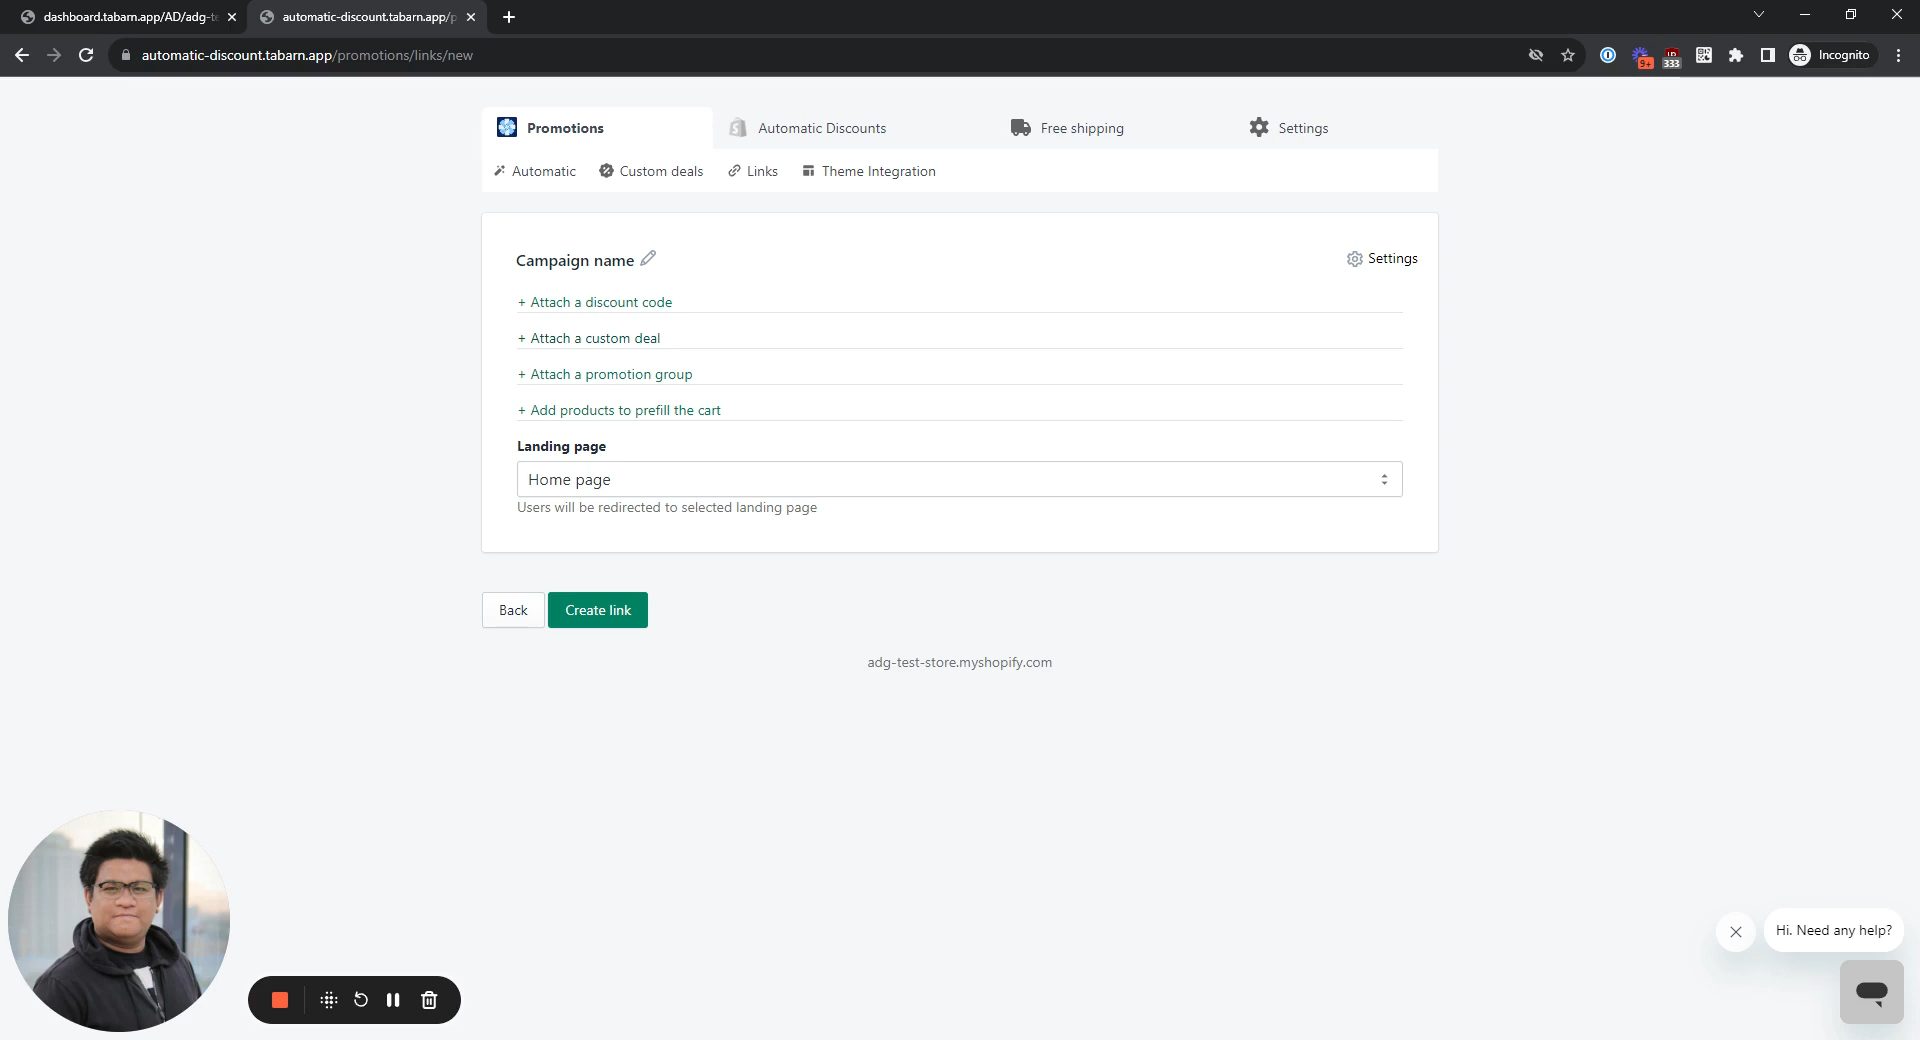 dashboard.tabarn.app/AD/adg-te
automatic-discount.tabarn.app/p
automatic-discount.tabarn.app/promotions/links/new
9+
333
Incognito
Promotions
Automatic Discounts
Free shipping
Settings
Automatic
Custom deals
Links
Theme Integration
Campaign name
Settings
+ Attach a discount code
+ Attach a custom deal
+ Attach a promotion group
+ Add products to prefill the cart
Landing page
Home page
Users will be redirected to selected landing page
Back
Create link
adg-test-store.myshopify.com
Hi. Need any help?